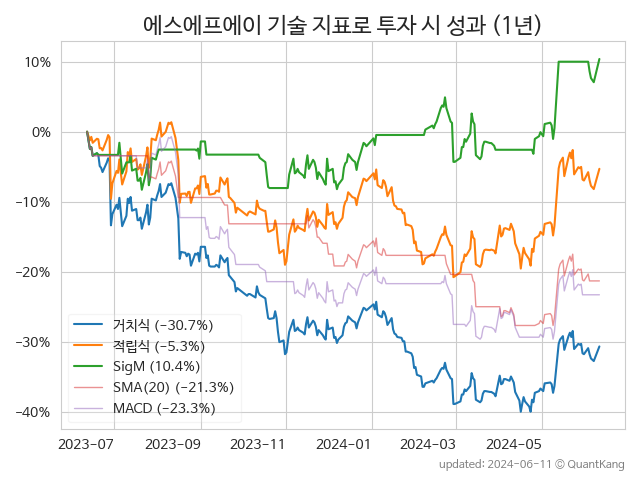 에스에프에이 기술 지표로 투자 시 성과 (1년)
10%
0%
−10%
−20%
−30%
−40%
거치식 (−30.7%)
적립식 (−5.3%)
SigM (10.4%)
SMA(20) (−21.3%)
MACD (−23.3%)
2023−07
2023−09
2023−11
2024−01
2024−03
2024−05
updated: 2024−06−11 ⓒ QuantKang